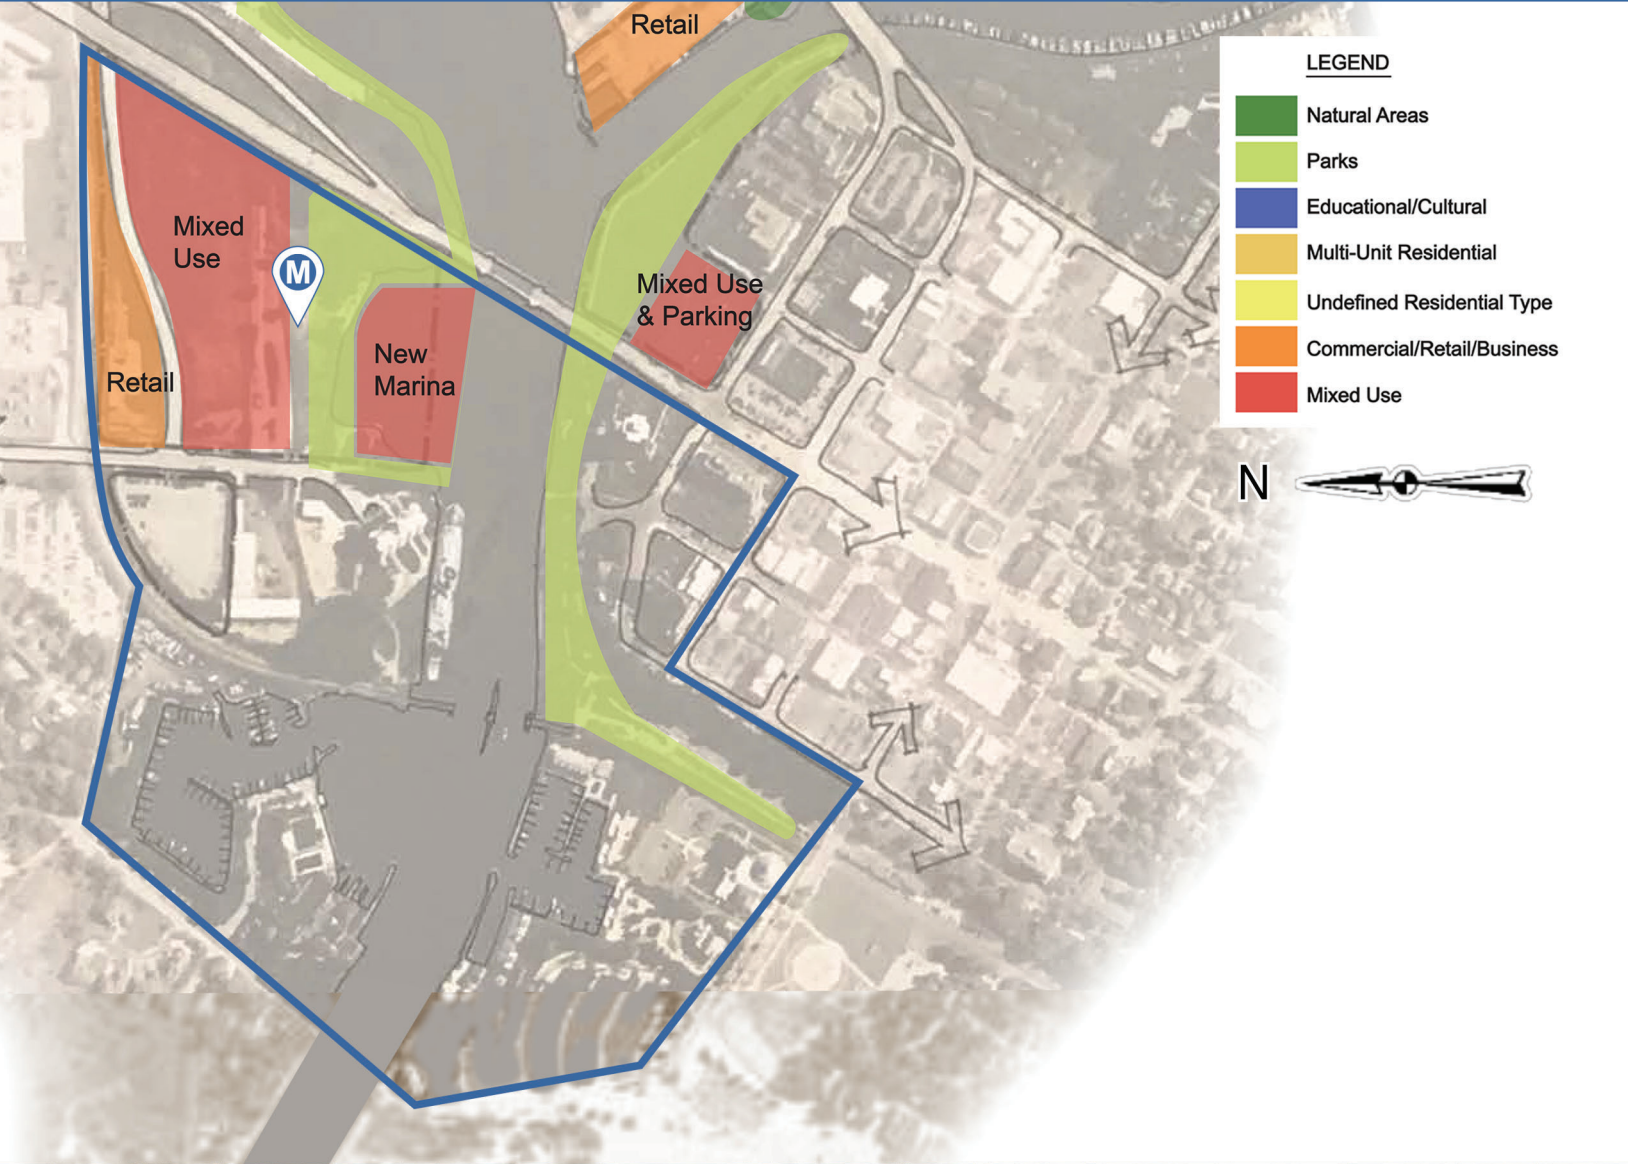 Retail
LEGEND
Natural Areas
Parks
Educational/Cultural
Multi-Unit Residential
Undefined Residential Type
Commercial/Retail/Business
Mixed Use
Mixed
Use
M
Mixed Use
& Parking
New
Marina
Retail
N